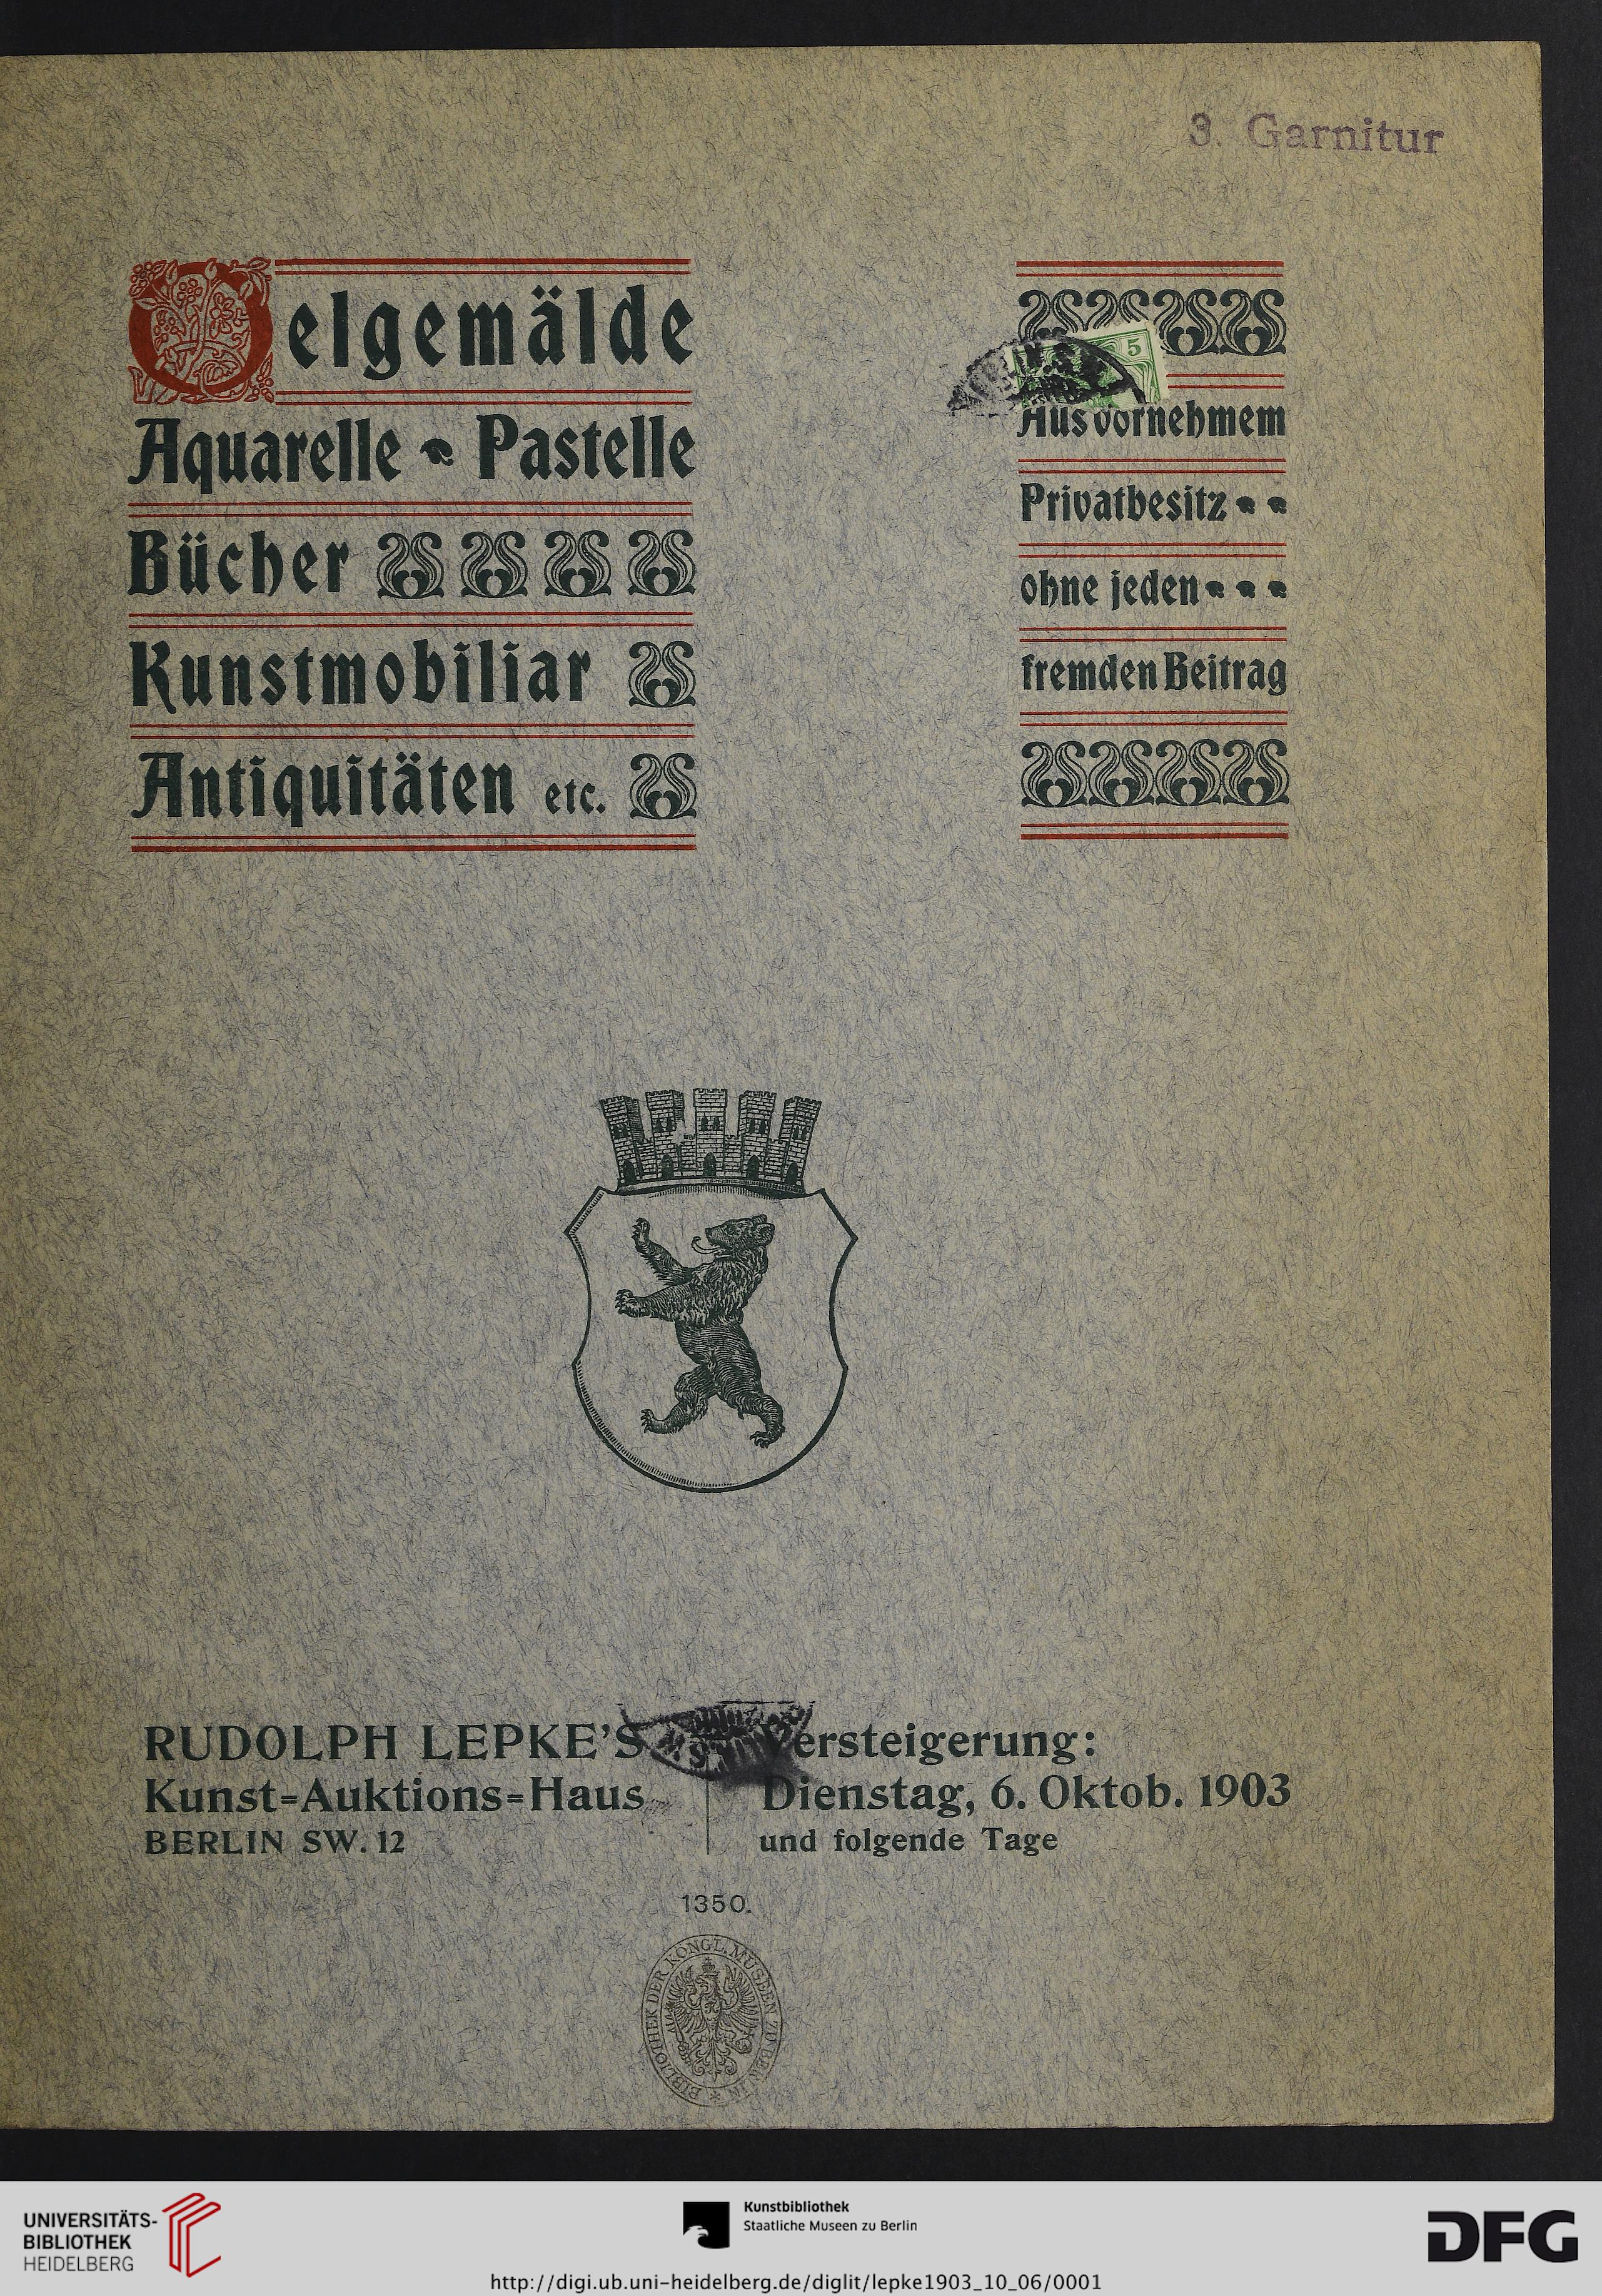 3. Garnitur
Oelgemälde
Aquarelle Pastelle
Bücher
Kunstmobiliar
Antiquitäten etc.
5
Aus vornehmem
Privatbesitz
ohne jeden
fremden Beitrag
RUDOLPH LEPKE'S
Kunst=Auktions=Haus
BERLIN SW. 12
Versteigerung:
Dienstag, 6. Oktob. 1903
und folgende Tage
1350.
BIBLIOTHEK DER KÖNGL. MUSEEN ZU BERLIN
UNIVERSITÄTS-
BIBLIOTHEK
HEIDELBERG
Kunstbibliothek
Staatliche Museen zu Berlin
DFG
http://digi.ub.uni-heidelberg.de/diglit/lepke1903_10_06/0001